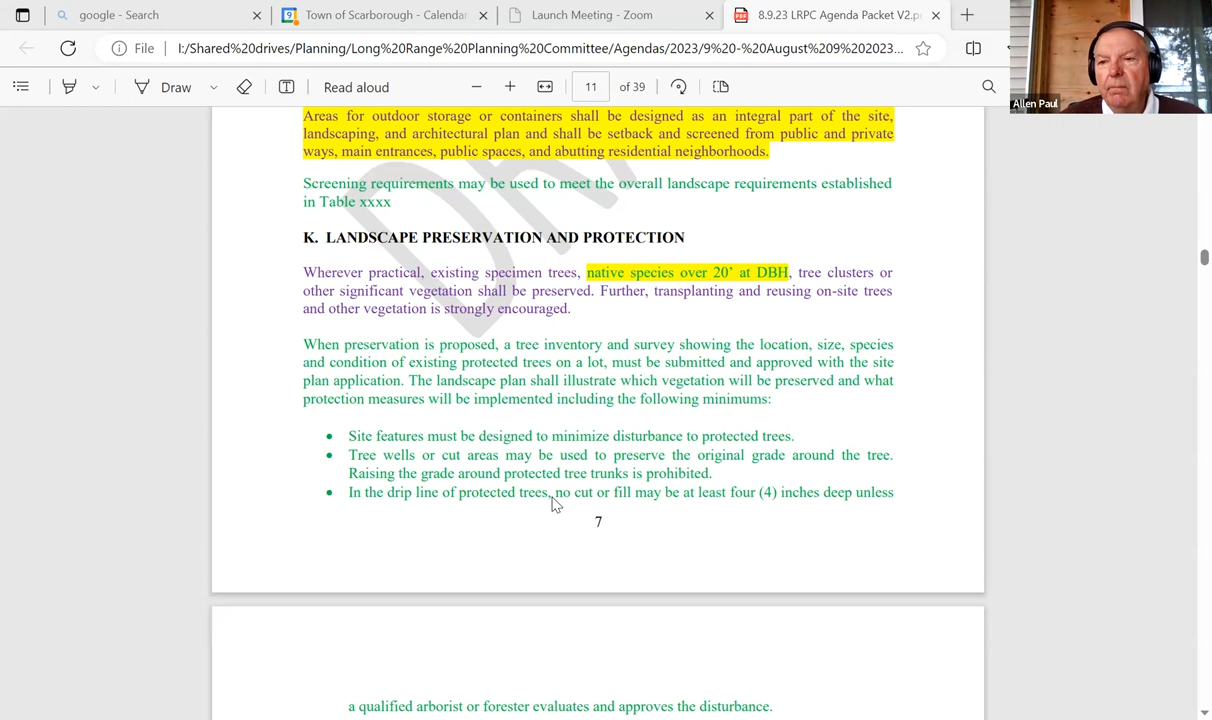 google - Search
Town of Scarborough - Calendar
Launch Meeting - Zoom
8.9.23 LRPC Agenda Packet V2.p
File
I:/Shared%20drives/Planning/Long%20Range%20Planning%20Committee/Agendas/2023/9%20-%20August%209%202023...
Draw
Read aloud
11
of 39
Allen Paul
Areas for outdoor storage or containers shall be designed as an integral part of the site,
landscaping, and architectural plan and shall be setback and screened from public and private
ways, main entrances, public spaces, and abutting residential neighborhoods.
Screening requirements may be used to meet the overall landscape requirements established
in Table xxxx
K. LANDSCAPE PRESERVATION AND PROTECTION
Wherever practical, existing specimen trees, native species over 20’ at DBH, tree clusters or
other significant vegetation shall be preserved. Further, transplanting and reusing on-site trees
and other vegetation is strongly encouraged.
When preservation is proposed, a tree inventory and survey showing the location, size, species
and condition of existing protected trees on a lot, must be submitted and approved with the site
plan application. The landscape plan shall illustrate which vegetation will be preserved and what
protection measures will be implemented including the following minimums:
• Site features must be designed to minimize disturbance to protected trees.
• Tree wells or cut areas may be used to preserve the original grade around the tree.
Raising the grade around protected tree trunks is prohibited.
• In the drip line of protected trees, no cut or fill may be at least four (4) inches deep unless
7
a qualified arborist or forester evaluates and approves the disturbance.